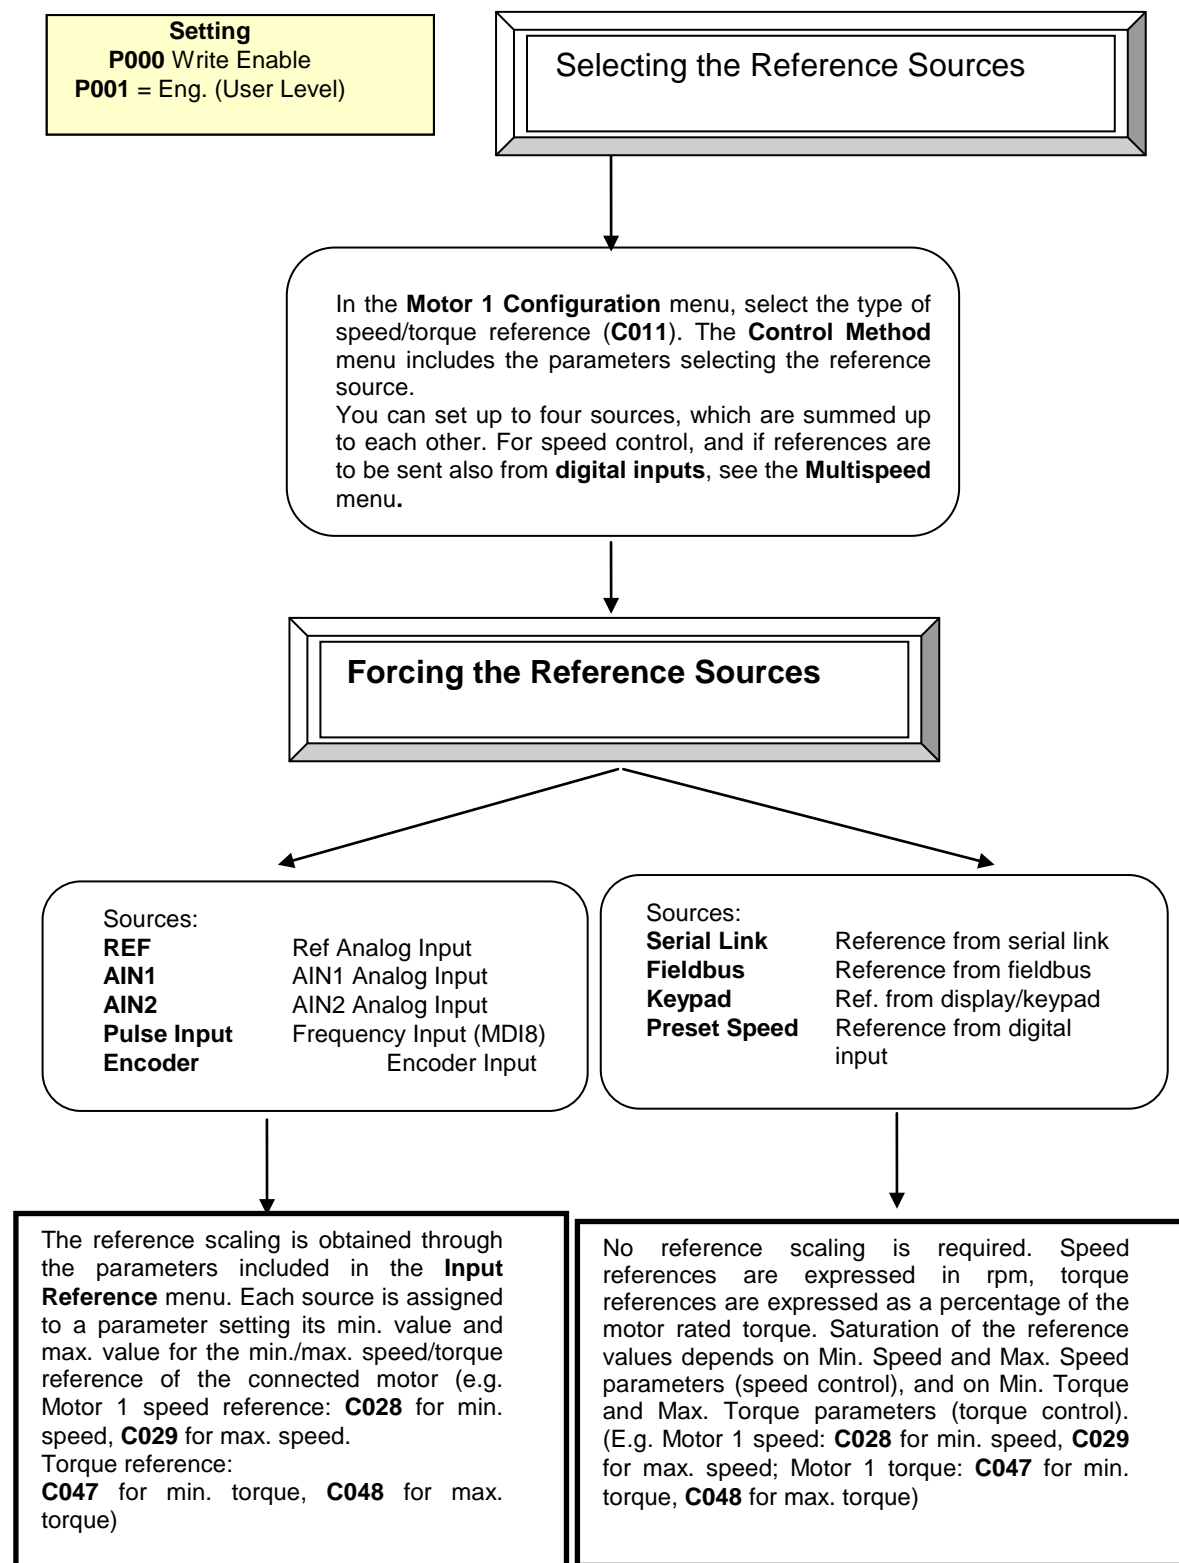 Setting
P000 Write Enable
P001 = Eng. (User Level)
Selecting the Reference Sources
In the Motor 1 Configuration menu, select the type of
speed/torque reference (C011). The Control Method
menu includes the parameters selecting the reference
source.
You can set up to four sources, which are summed up
to each other. For speed control, and if references are
to be sent also from digital inputs, see the Multispeed
menu.
Forcing the Reference Sources
Sources:
REF Ref Analog Input
AIN1 AIN1 Analog Input
AIN2 AIN2 Analog Input
Pulse Input Frequency Input (MDI8)
Encoder Encoder Input
Sources:
Serial Link Reference from serial link
Fieldbus Reference from fieldbus
Keypad Ref. from display/keypad
Preset Speed Reference from digital
input
The reference scaling is obtained through
the parameters included in the Input
Reference menu. Each source is assigned
to a parameter setting its min. value and
max. value for the min./max. speed/torque
reference of the connected motor (e.g.
Motor 1 speed reference: C028 for min.
speed, C029 for max. speed.
Torque reference:
C047 for min. torque, C048 for max.
torque)
No reference scaling is required. Speed
references are expressed in rpm, torque
references are expressed as a percentage of the
motor rated torque. Saturation of the reference
values depends on Min. Speed and Max. Speed
parameters (speed control), and on Min. Torque
and Max. Torque parameters (torque control).
(E.g. Motor 1 speed: C028 for min. speed, C029
for max. speed; Motor 1 torque: C047 for min.
torque, C048 for max. torque)